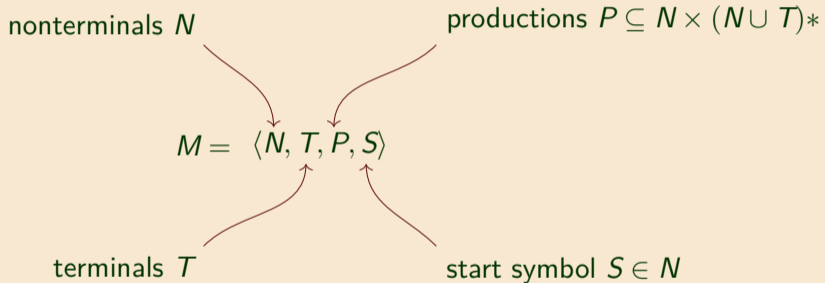 nonterminals N
productions P ⊆ N × (N ∪ T)*
M = ⟨N, T, P, S⟩
terminals T
start symbol S ∈ N